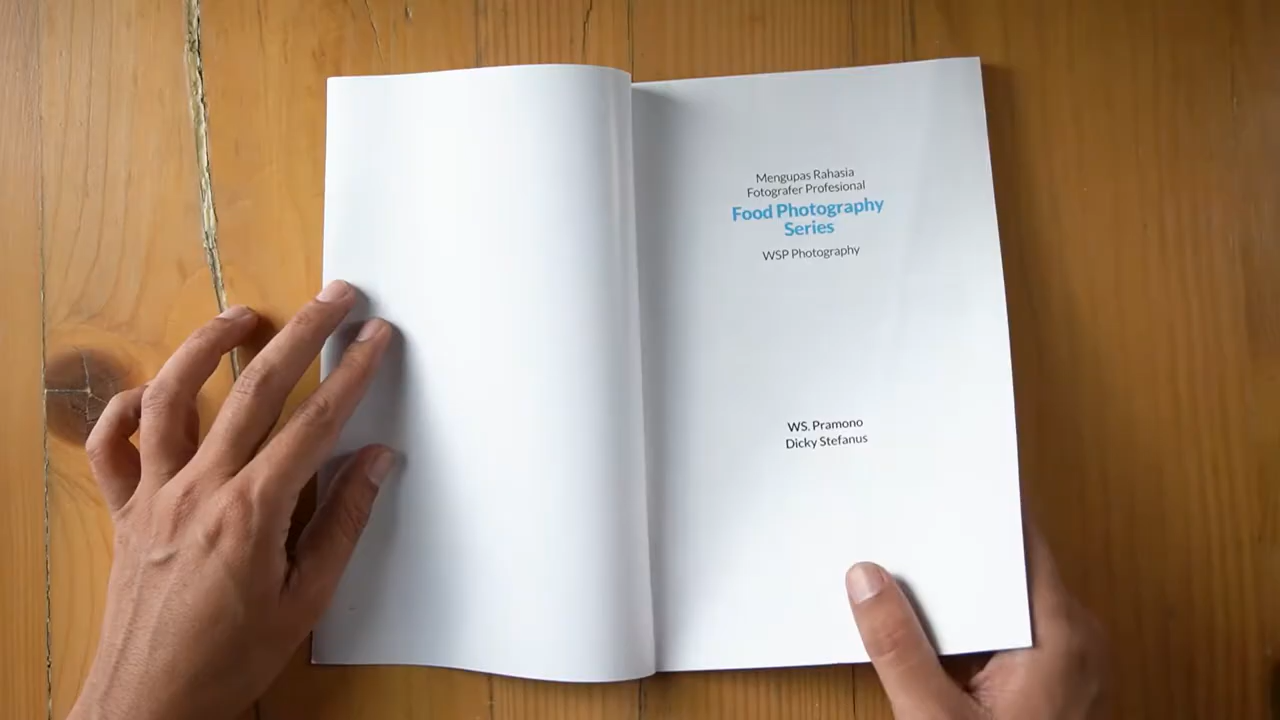 Mengupas Rahasia
Fotografer Profesional
Food Photography
Series
WSP Photography
WS. Pramono
Dicky Stefanus